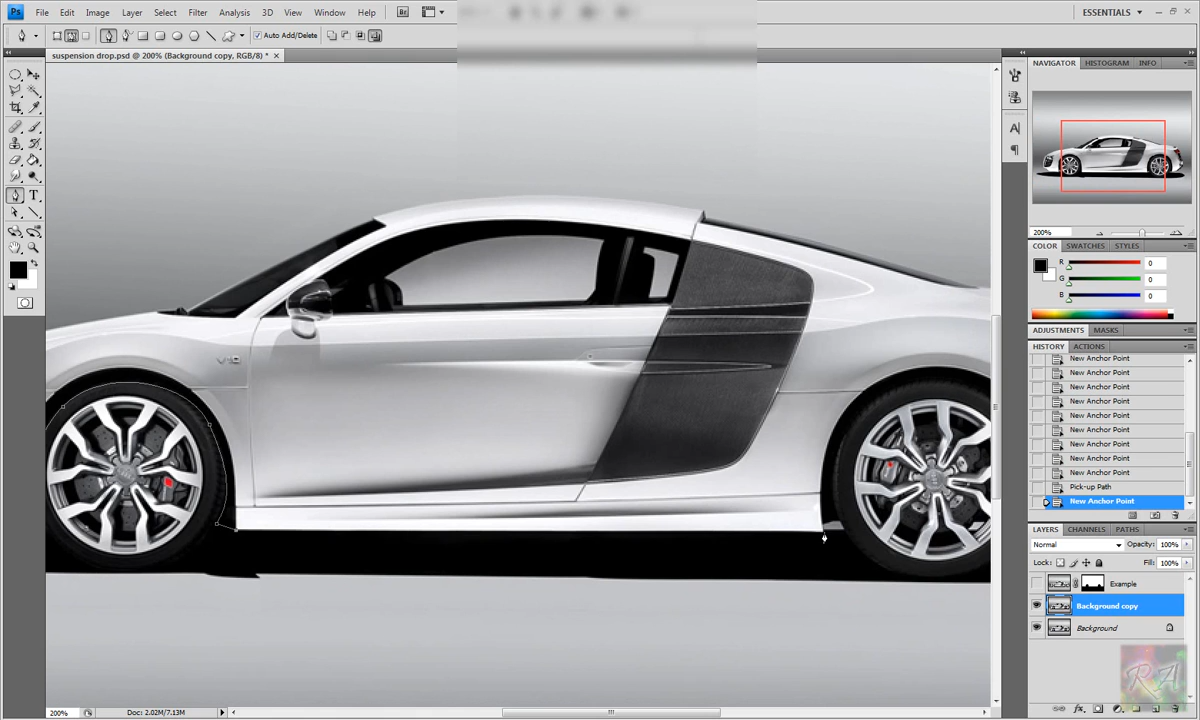 Ps File Edit Image Layer Select Filter Analysis 3D View Window Help Br ESSENTIALS
Auto Add/Delete
suspension drop.psd @ 200% (Background copy, RGB/8) *
NAVIGATOR HISTOGRAM INFO
200%
COLOR SWATCHES STYLES
R 0
G 0
B 0
ADJUSTMENTS MASKS
HISTORY ACTIONS
New Anchor Point
New Anchor Point
New Anchor Point
New Anchor Point
New Anchor Point
New Anchor Point
New Anchor Point
New Anchor Point
New Anchor Point
Pick-up Path
New Anchor Point
LAYERS CHANNELS PATHS
Normal Opacity: 100%
Lock: Fill: 100%
Example
Background copy
Background
V10
RA
200% Doc: 2.02M/7.13M